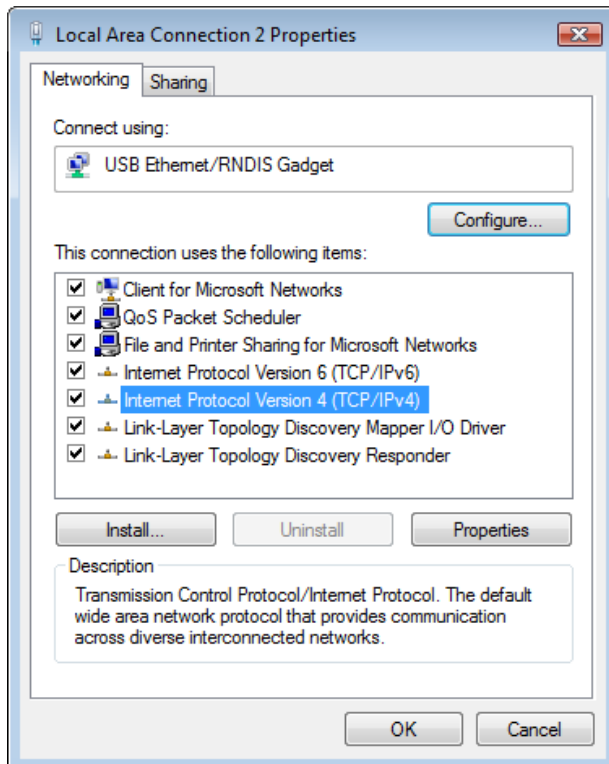 Local Area Connection 2 Properties
Networking
Sharing
Connect using:
USB Ethernet/RNDIS Gadget
Configure...
This connection uses the following items:
Client for Microsoft Networks
QoS Packet Scheduler
File and Printer Sharing for Microsoft Networks
Internet Protocol Version 6 (TCP/IPv6)
Internet Protocol Version 4 (TCP/IPv4)
Link-Layer Topology Discovery Mapper I/O Driver
Link-Layer Topology Discovery Responder
Install...
Uninstall
Properties
Description
Transmission Control Protocol/Internet Protocol. The default
wide area network protocol that provides communication
across diverse interconnected networks.
OK
Cancel